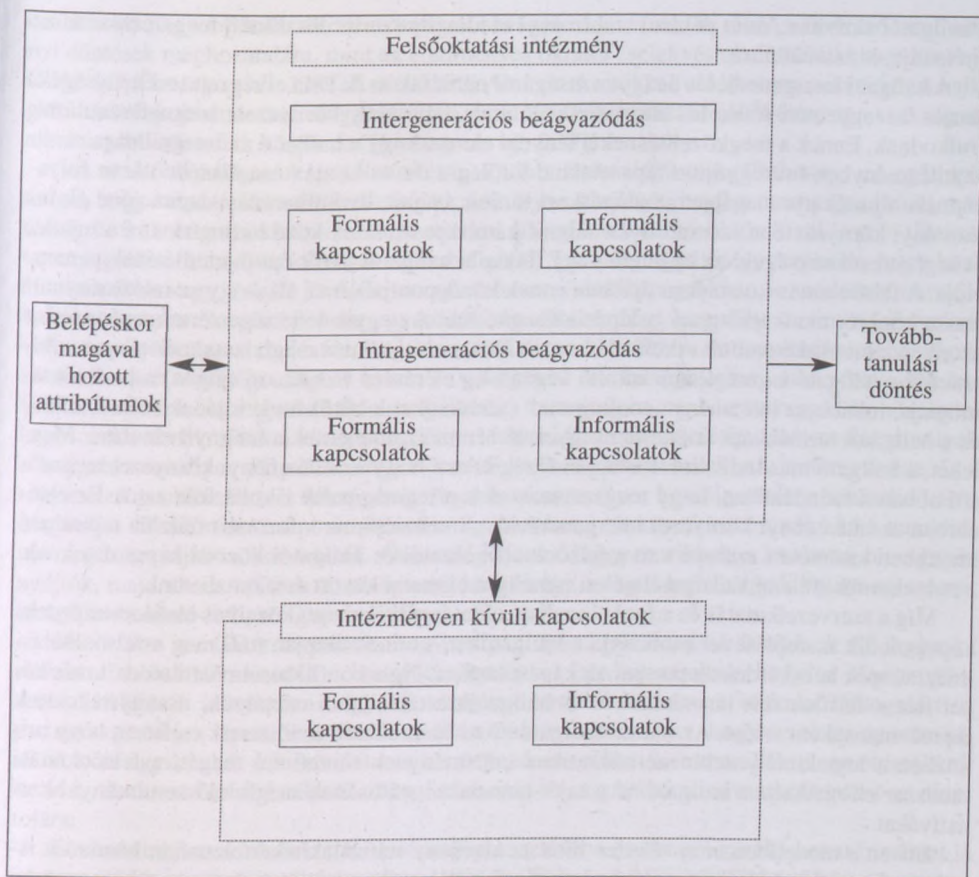 Felsőoktatási intézmény
Intergenerációs beágyazódás
Formális
kapcsolatok
Informális
kapcsolatok
Belépéskor
magával
hozott
attribútumok
Intragenerációs beágyazódás
Formális
kapcsolatok
Informális
kapcsolatok
Tovább-
tanulási
döntés
Intézményen kívüli kapcsolatok
Formális
kapcsolatok
Informális
kapcsolatok